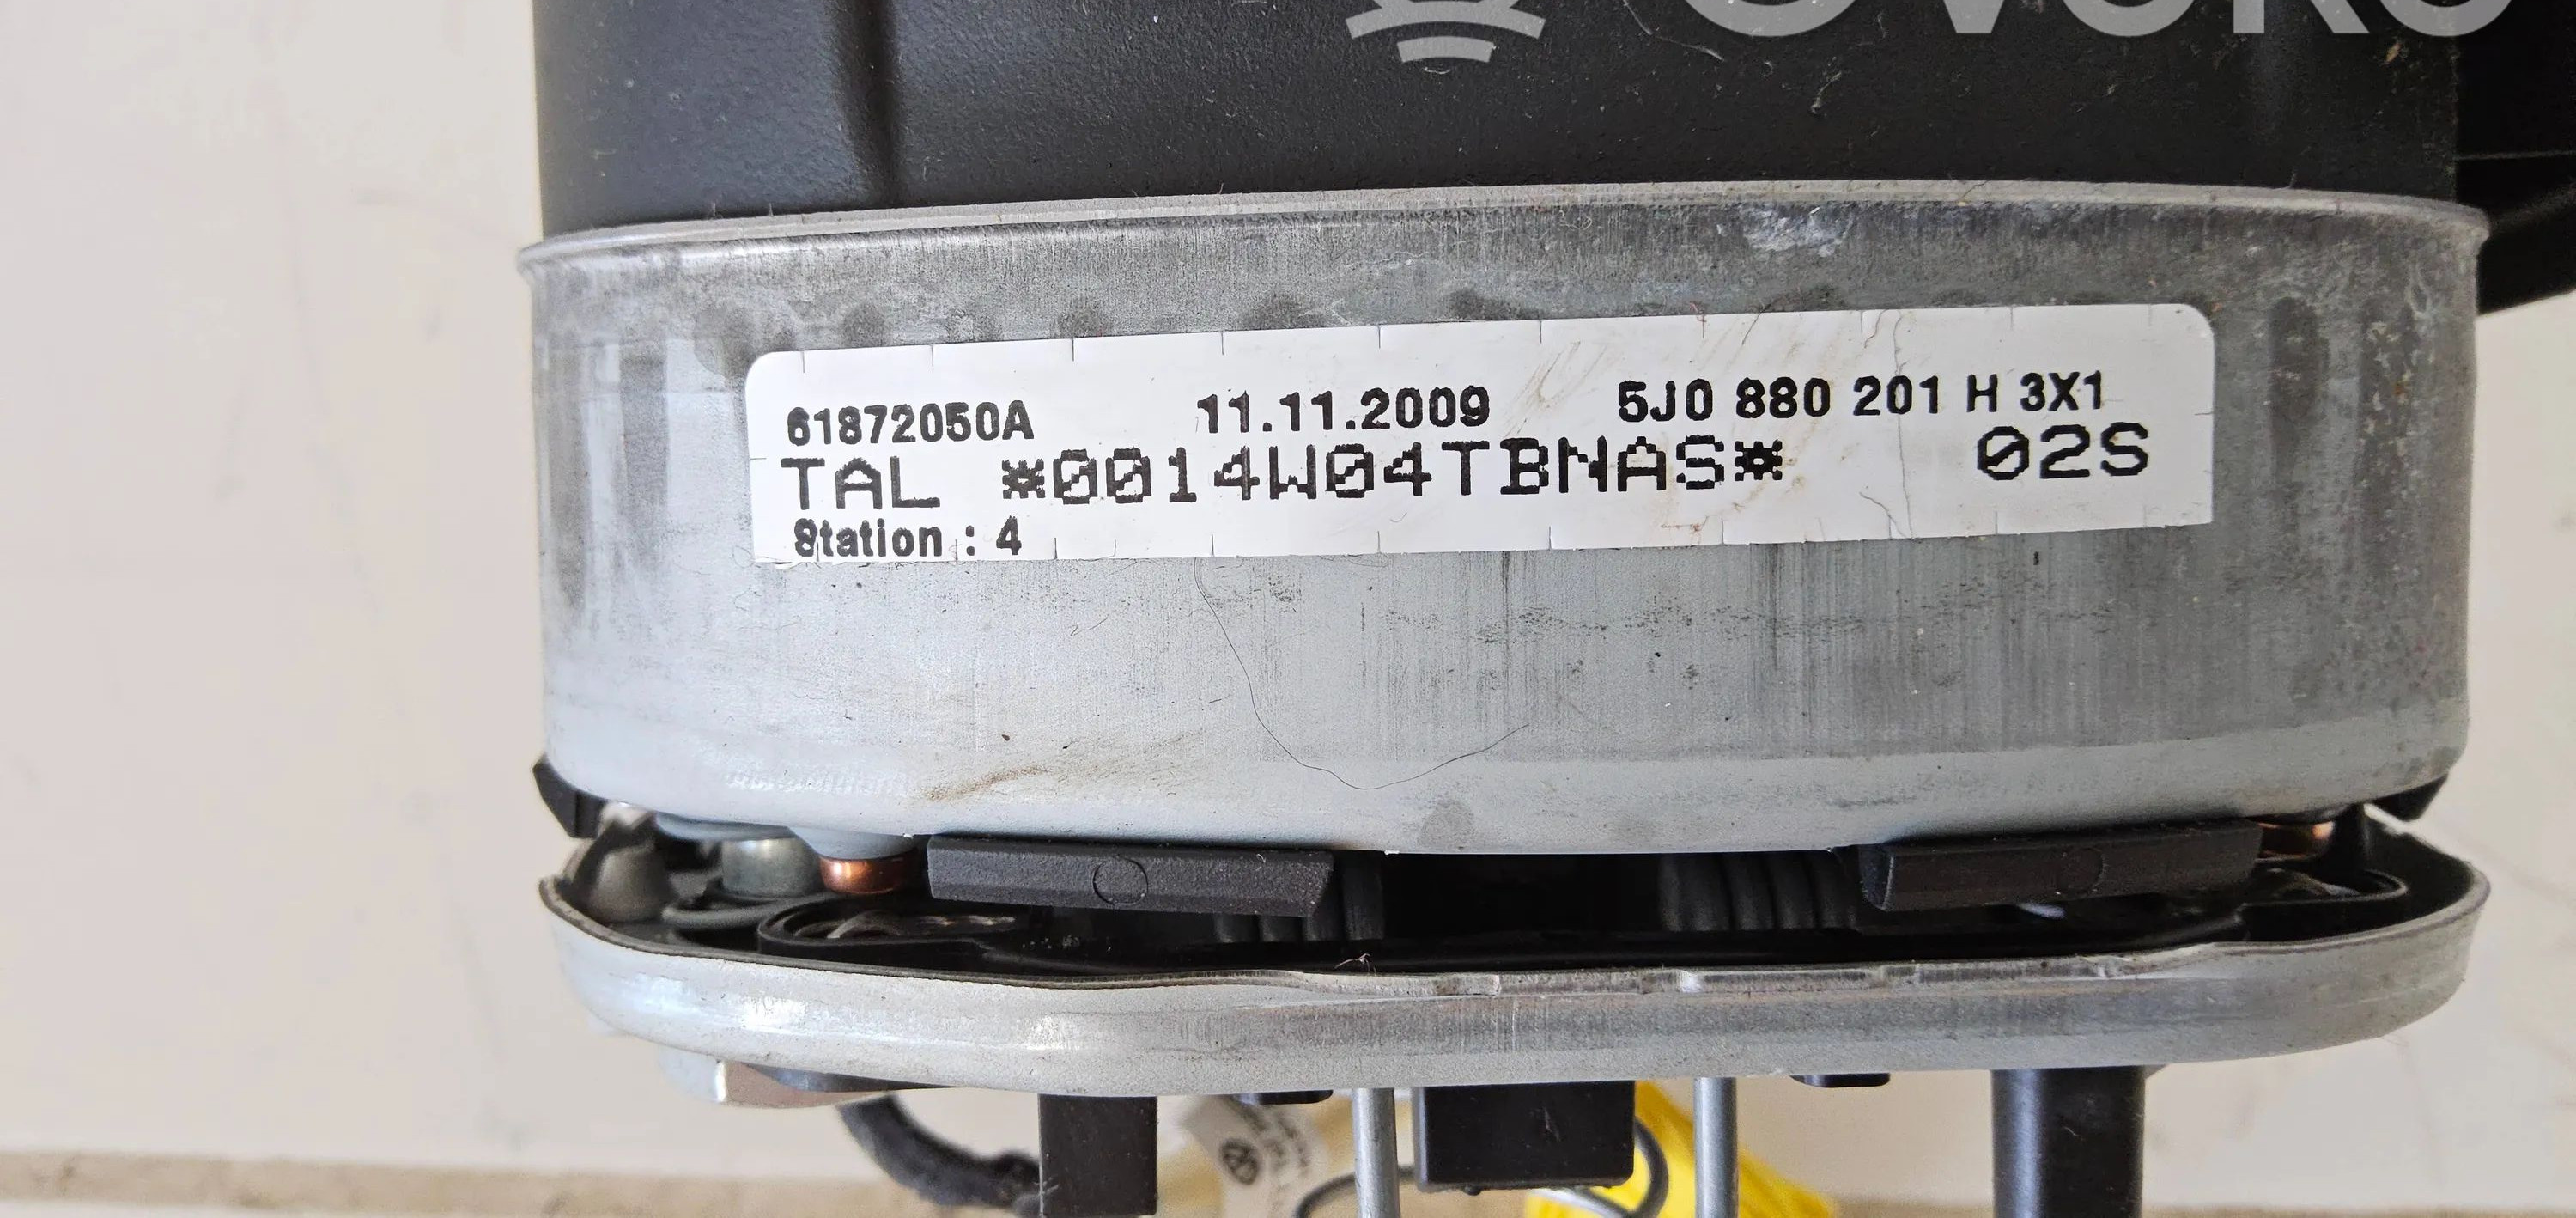 61872050A 11.11.2009 5J0 880 201 H 3X1
TAL *0014W04TBNAS* 02S
Station : 4